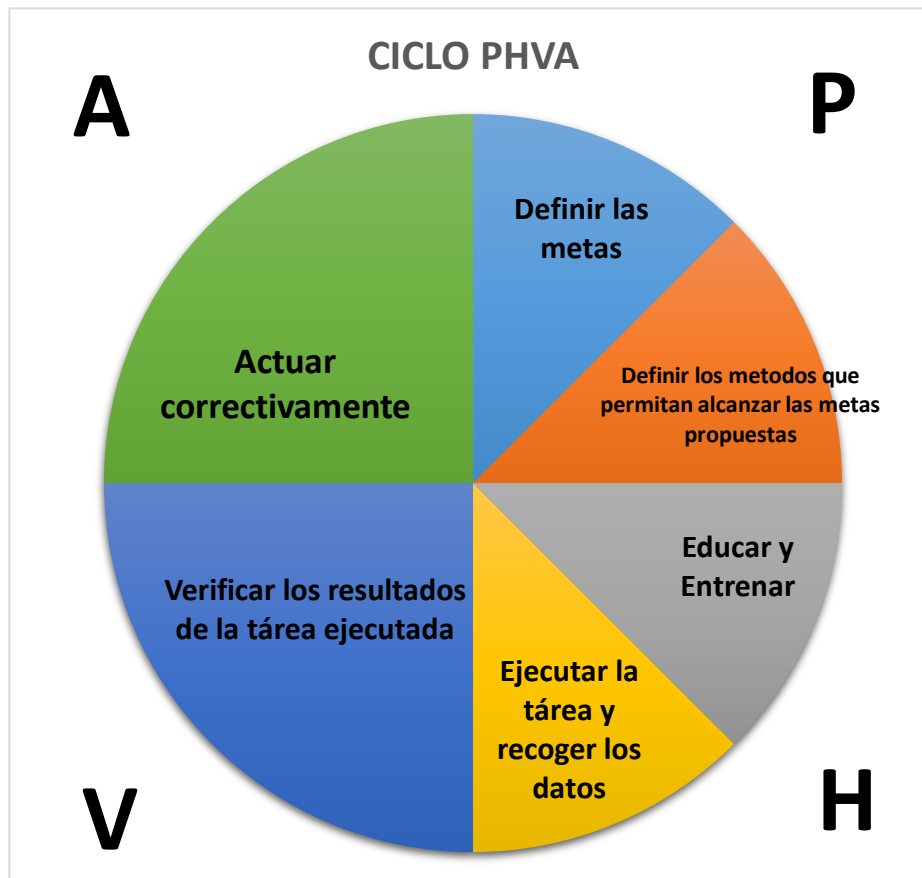 CICLO PHVA
A
P
Definir las
metas
Definir los metodos que
permitan alcanzar las metas
propuestas
Actuar
correctivamente
Educar y
Entrenar
Verificar los resultados
de la tárea ejecutada
Ejecutar la
tárea y
recoger los
datos
V
H